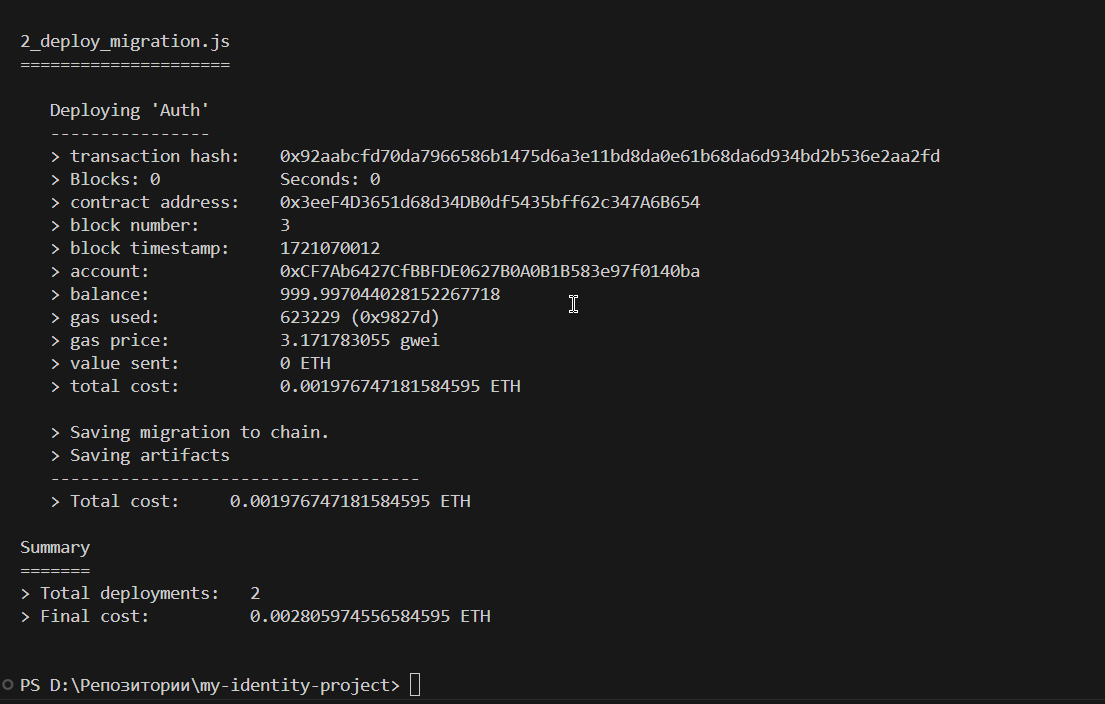 2_deploy_migration.js
=====================
Deploying 'Auth'
----------------
> transaction hash:    0x92aabcfd70da7966586b1475d6a3e11bd8da0e61b68da6d934bd2b536e2aa2fd
> Blocks: 0            Seconds: 0
> contract address:    0x3eeF4D3651d68d34DB0df5435bff62c347A6B654
> block number:        3
> block timestamp:     1721070012
> account:             0xCF7Ab6427CfBBFDE0627B0A0B1B583e97f0140ba
> balance:             999.997044028152267718
> gas used:            623229 (0x9827d)
> gas price:           3.171783055 gwei
> value sent:          0 ETH
> total cost:          0.001976747181584595 ETH
> Saving migration to chain.
> Saving artifacts
-------------------------------------
> Total cost:     0.001976747181584595 ETH
Summary
=======
> Total deployments:   2
> Final cost:          0.002805974556584595 ETH
PS D:\Репозитории\my-identity-project>